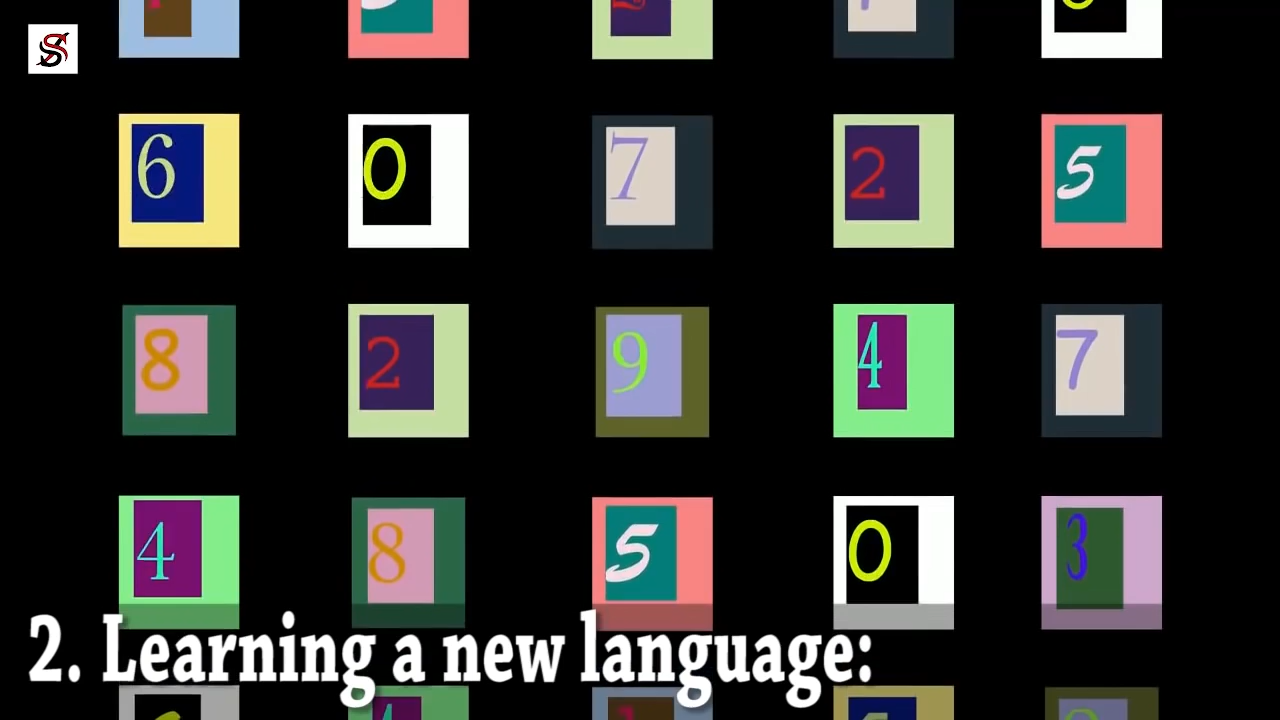 6 0 7 2 5
8 2 9 4 7
4 8 5 0 3
2. Learning a new language: